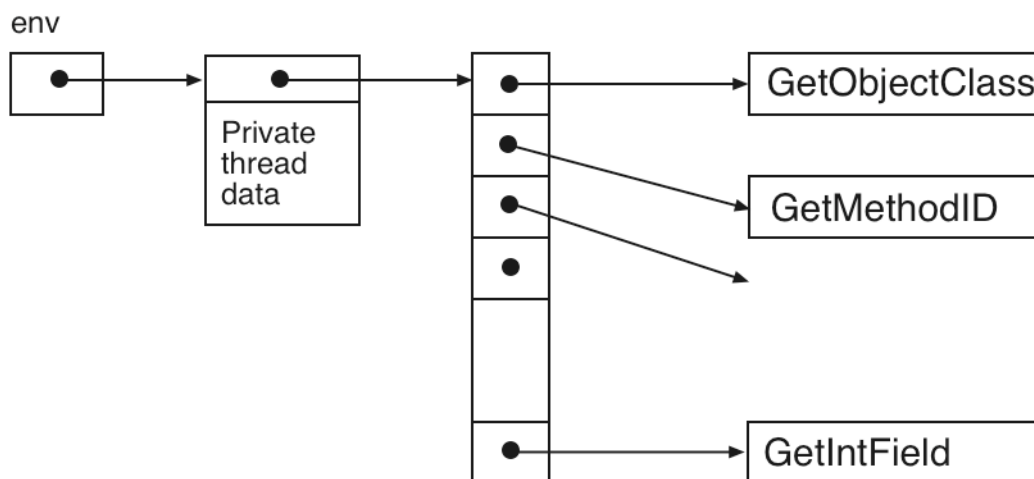 env
GetObjectClass
Private
thread
data
GetMethodID
GetIntField